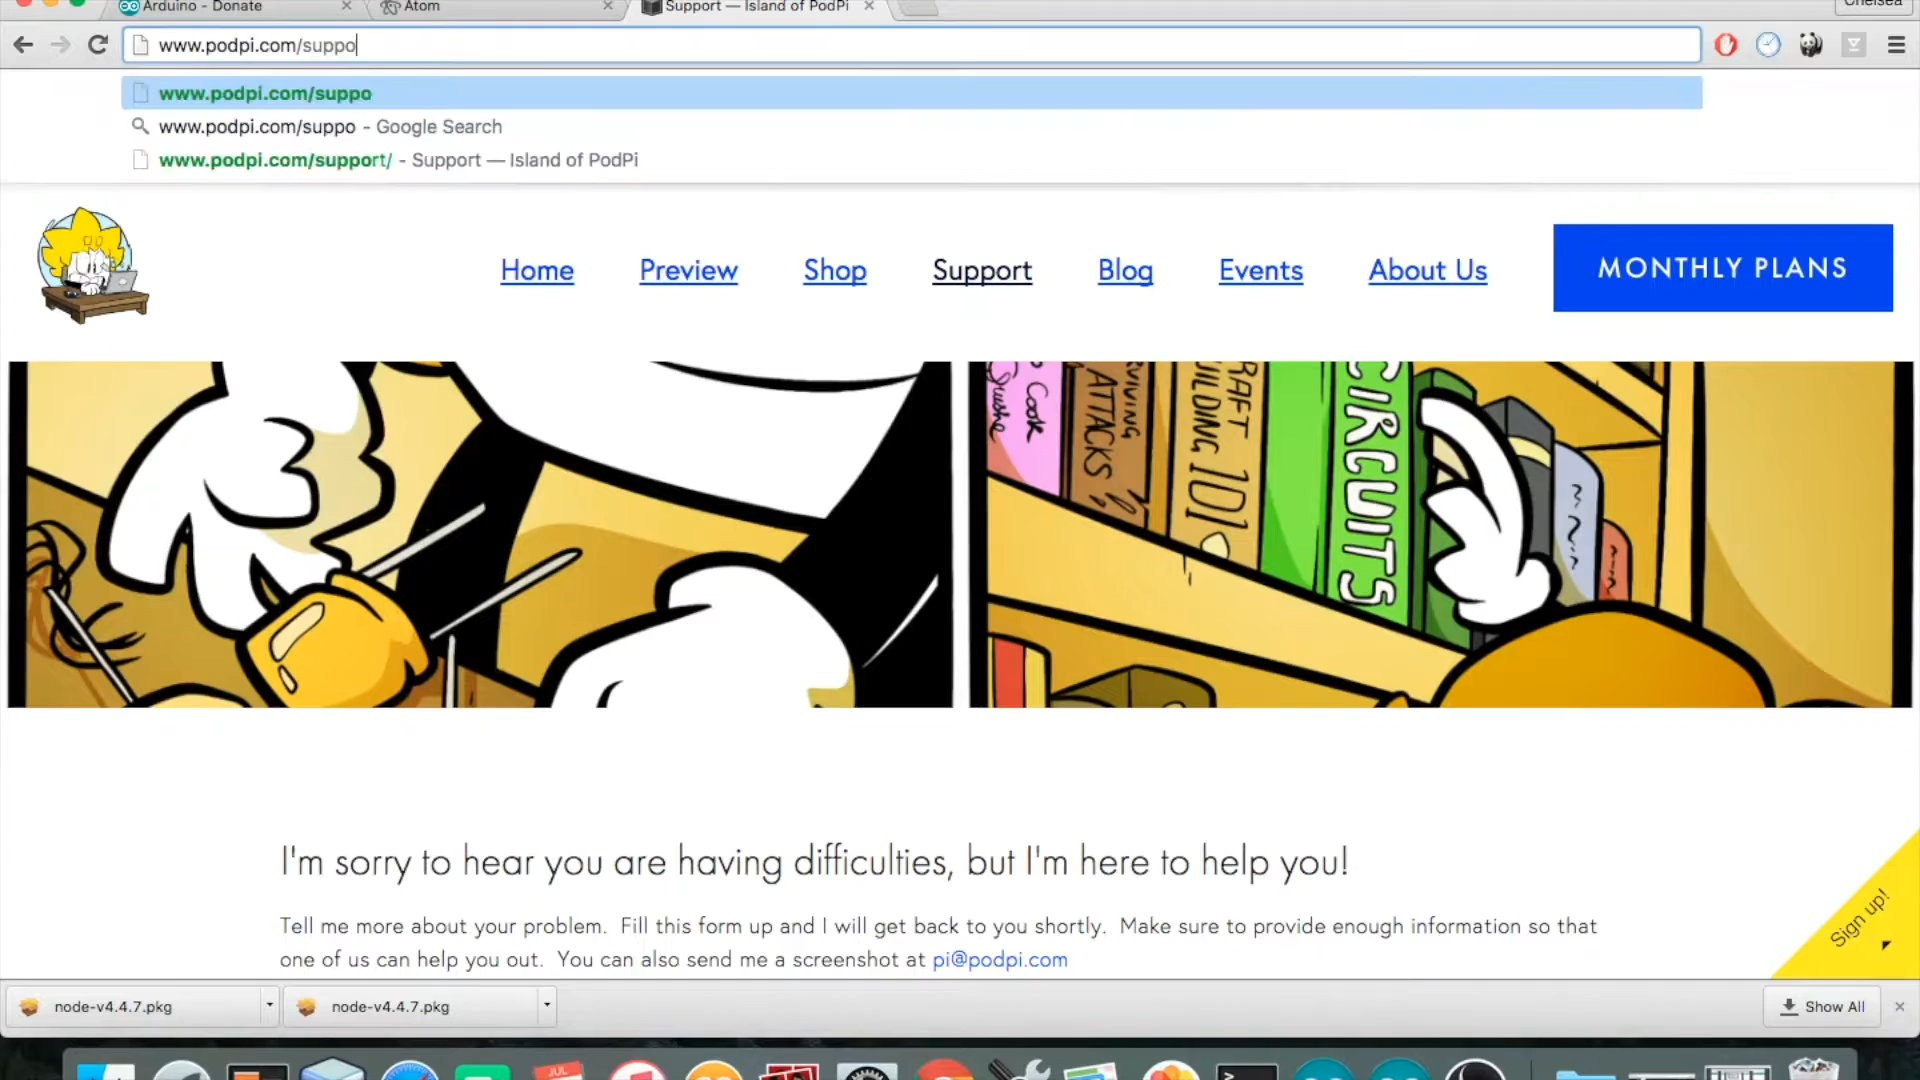 Arduino - Donate
Atom
Support — Island of PodPi
Chelsea
www.podpi.com/suppo
www.podpi.com/suppo
www.podpi.com/suppo - Google Search
www.podpi.com/support/ - Support — Island of PodPi
Home
Preview
Shop
Support
Blog
Events
About Us
MONTHLY PLANS
Cook
ATTACKS
CIRCUITS
I'm sorry to hear you are having difficulties, but I'm here to help you!
Tell me more about your problem. Fill this form up and I will get back to you shortly. Make sure to provide enough information so that
one of us can help you out. You can also send me a screenshot at pi@podpi.com
Sign up!
node-v4.4.7.pkg
node-v4.4.7.pkg
Show All
JUL